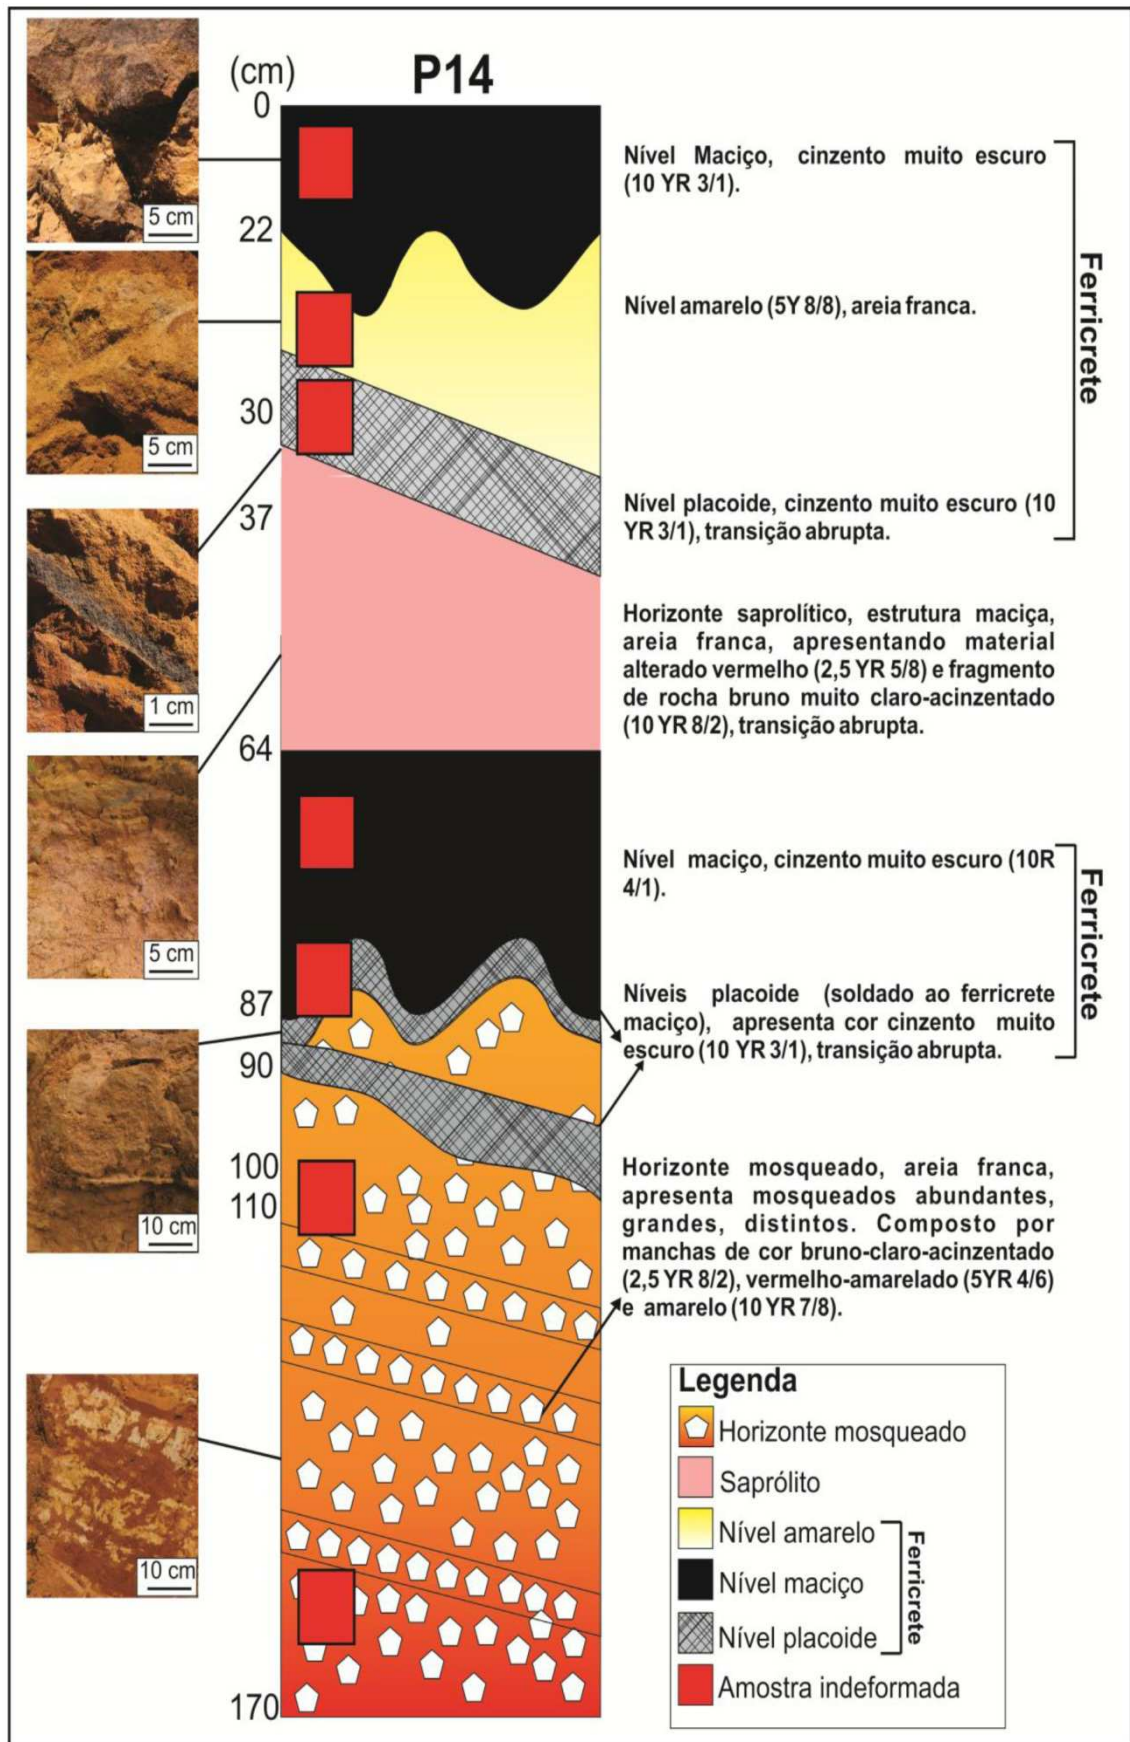 P14
(cm)
0
22
30
37
64
87
90
100
110
170
5 cm
5 cm
1 cm
5 cm
10 cm
10 cm
Nível Maciço, cinzento muito escuro
(10 YR 3/1).
Nível amarelo (5Y 8/8), areia franca.
Nível placoide, cinzento muito escuro (10
YR 3/1), transição abrupta.
Ferricrete
Horizonte saprolítico, estrutura maciça,
areia franca, apresentando material
alterado vermelho (2,5 YR 5/8) e fragmento
de rocha bruno muito claro-acinzentado
(10 YR 8/2), transição abrupta.
Nível maciço, cinzento muito escuro (10R
4/1).
Níveis placoide (soldado ao ferricrete
maciço), apresenta cor cinzento muito
escuro (10 YR 3/1), transição abrupta.
Ferricrete
Horizonte mosqueado, areia franca,
apresenta mosqueados abundantes,
grandes, distintos. Composto por
manchas de cor bruno-claro-acinzentado
(2,5 YR 8/2), vermelho-amarelado (5YR 4/6)
e amarelo (10 YR 7/8).
Legenda
Horizonte mosqueado
Saprólito
Nível amarelo
Nível maciço
Nível placoide
Ferricrete
Amostra indeformada